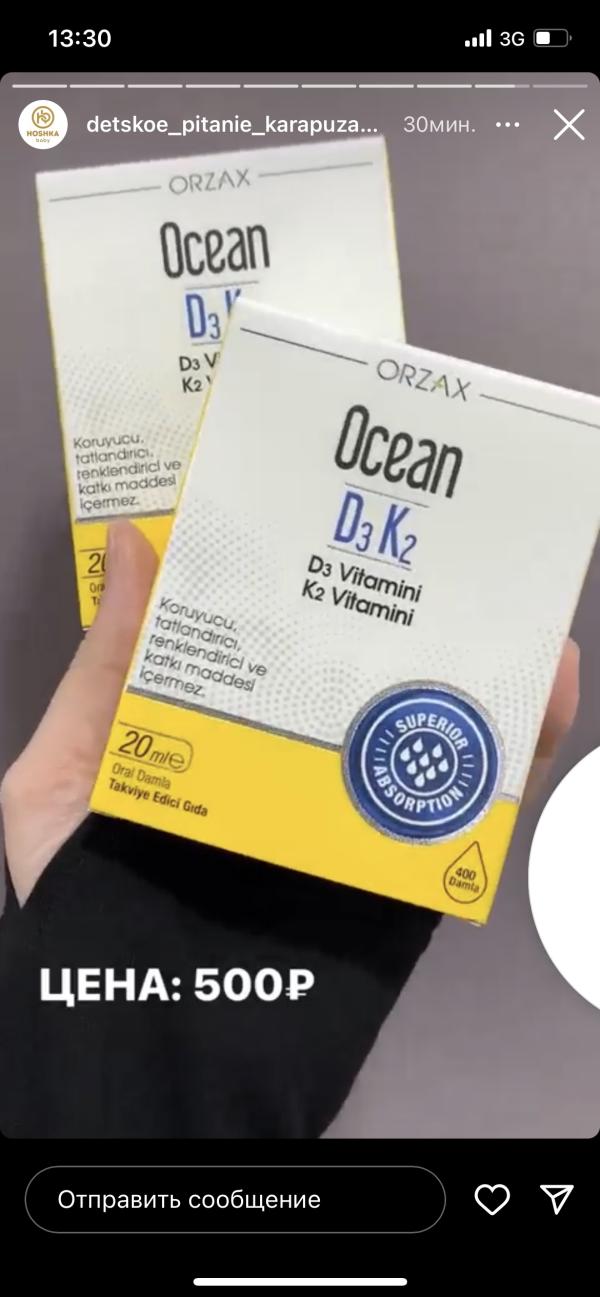 13:30
3G
HOSHKA
baby
detskoe_pitanie_karapuza...
30мин.
ORZAX
Ocean
D3
D3 V
K2
Koruyucu,
tatlandırıcı,
renklendirici ve
katkı maddesi
içermez.
ORZAX
Ocean
D3 K2
D3 Vitamini
K2 Vitamini
Koruyucu,
tatlandırıcı,
renklendirici ve
katkı maddesi
içermez.
SUPERIOR
ABSORPTION
20 ml e
Oral Damla
Takviye Edici Gıda
400
Damla
ЦЕНА: 500₽
Отправить сообщение